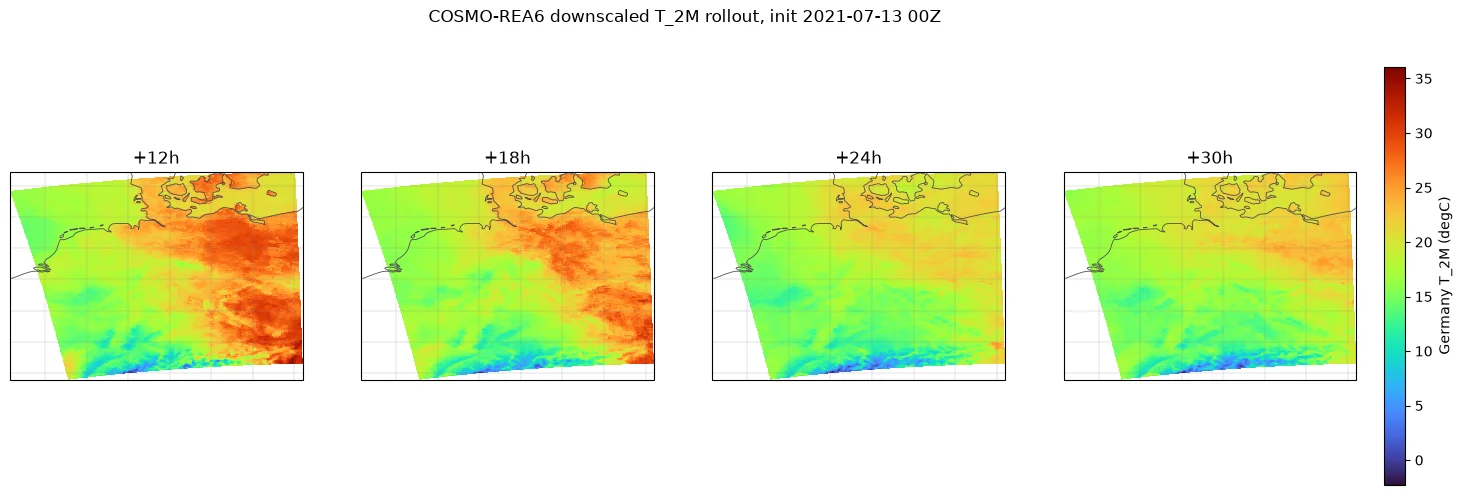 COSMO-REA6 downscaled T_2M rollout, init 2021-07-13 00Z
+12h
+18h
+24h
+30h
35
30
25
20
15
10
5
0
Germany T_2M (degC)